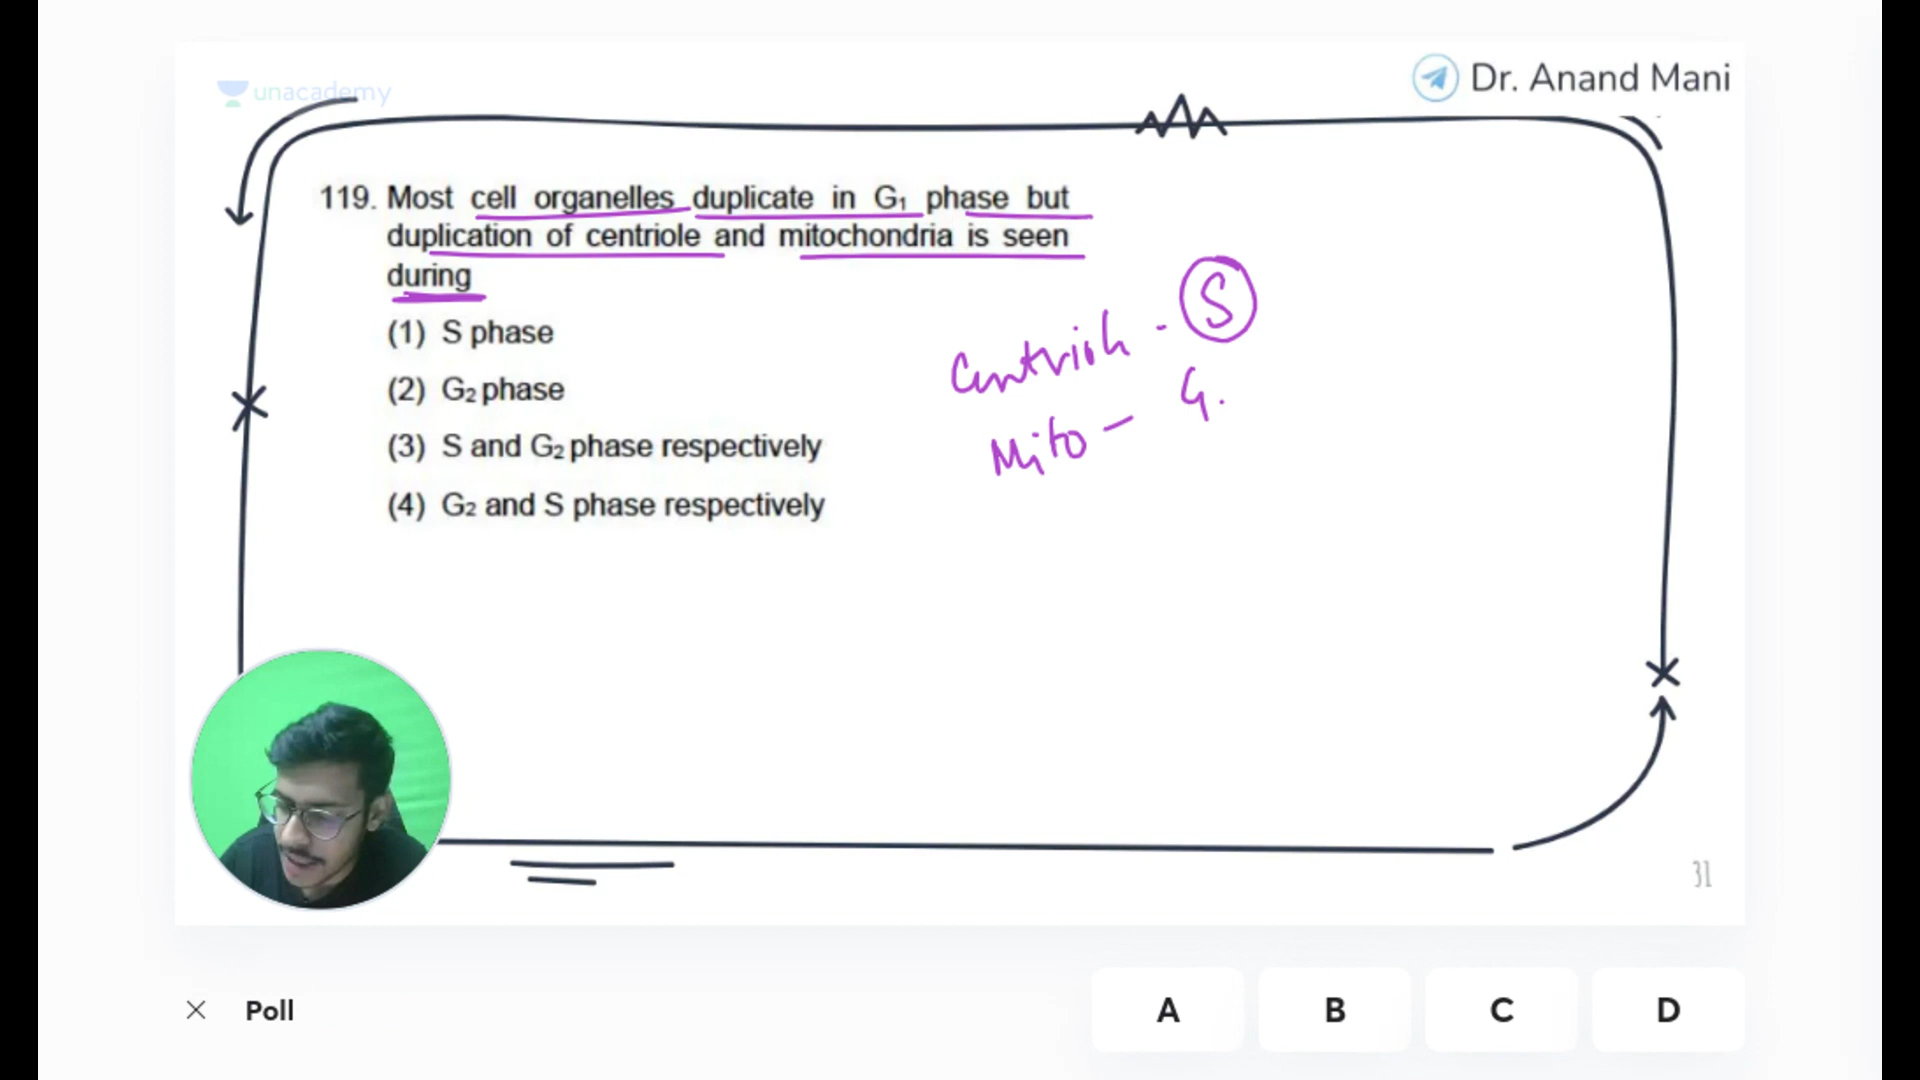 unacademy
Dr. Anand Mani
119. Most cell organelles duplicate in G₁ phase but
duplication of centriole and mitochondria is seen
during
(1) S phase
(2) G₂ phase
(3) S and G₂ phase respectively
(4) G₂ and S phase respectively
Centriole - S
Mito - G
31
Poll
A
B
C
D